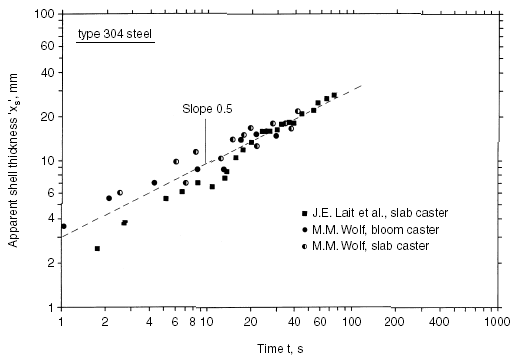 100
60
40
20
10
6
4
2
1
type 304 steel
Slope 0.5
J.E. Lait et al., slab caster
M.M. Wolf, bloom caster
M.M. Wolf, slab caster
1 2 4 6 8 10 20 40 60 100 200 400 1000
Time t, s
Apparent shell thickness 'xs', mm